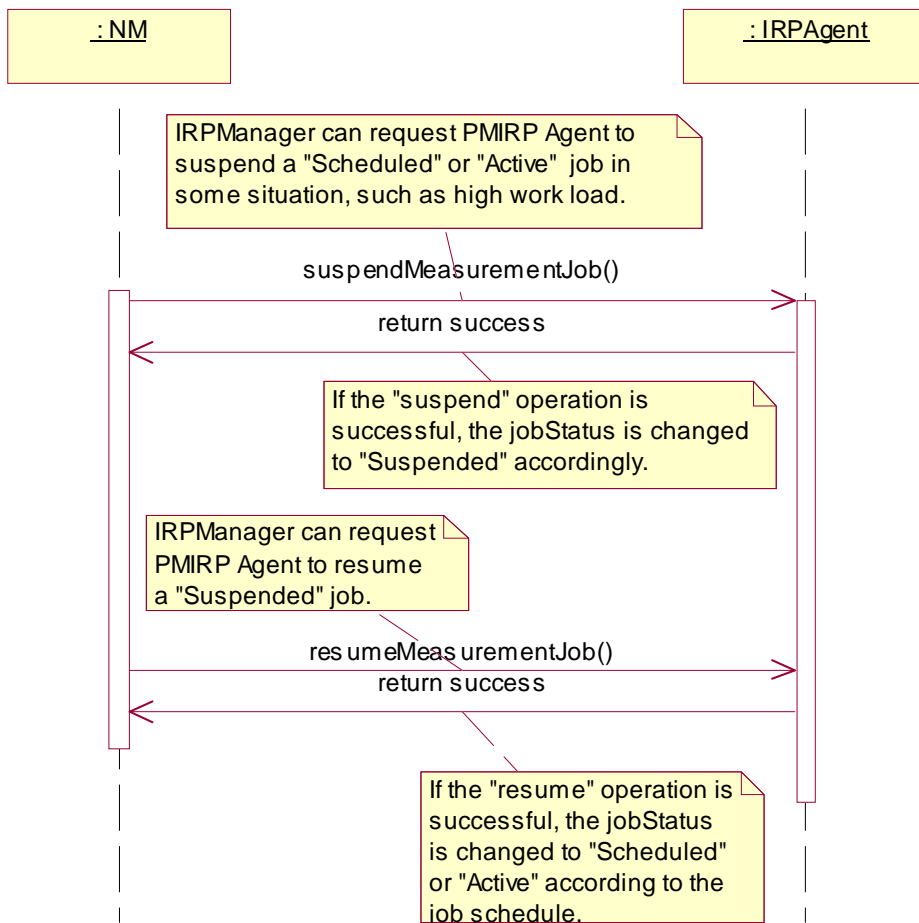 : NM
: IRPAgent
IRPManager can request PMIRP Agent to
suspend a "Scheduled" or "Active" job in
some situation, such as high work load.
suspendMeasurementJob()
return success
If the "suspend" operation is
successful, the jobStatus is changed
to "Suspended" accordingly.
IRPManager can request
PMIRP Agent to resume
a "Suspended" job.
resumeMeasurementJob()
return success
If the "resume" operation is
successful, the jobStatus
is changed to "Scheduled"
or "Active" according to the
job schedule.